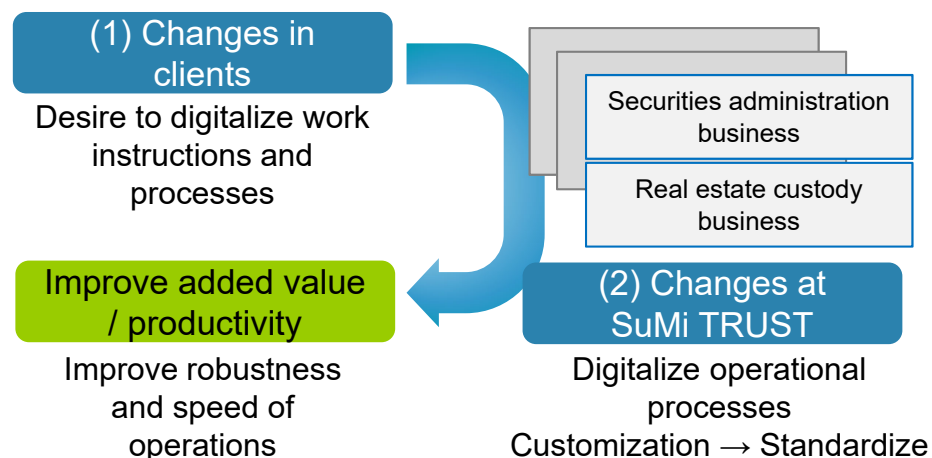 (1) Changes in
clients
Desire to digitalize work
instructions and
processes
Securities administration
business
Real estate custody
business
Improve added value
/ productivity
Improve robustness
and speed of
operations
(2) Changes at
SuMi TRUST
Digitalize operational
processes
Customization → Standardize